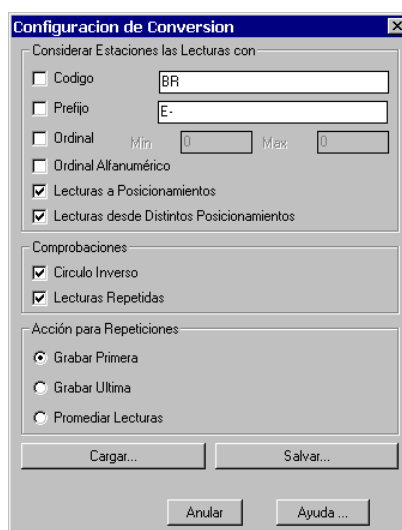 Configuracion de Conversion
Considerar Estaciones las Lecturas con
Codigo BR
Prefijo E-
Ordinal Min 0 Max 0
Ordinal Alfanumérico
Lecturas a Posicionamientos
Lecturas desde Distintos Posicionamientos
Comprobaciones
Circulo Inverso
Lecturas Repetidas
Acción para Repeticiones
Grabar Primera
Grabar Ultima
Promediar Lecturas
Cargar... Salvar...
Anular Ayuda ...